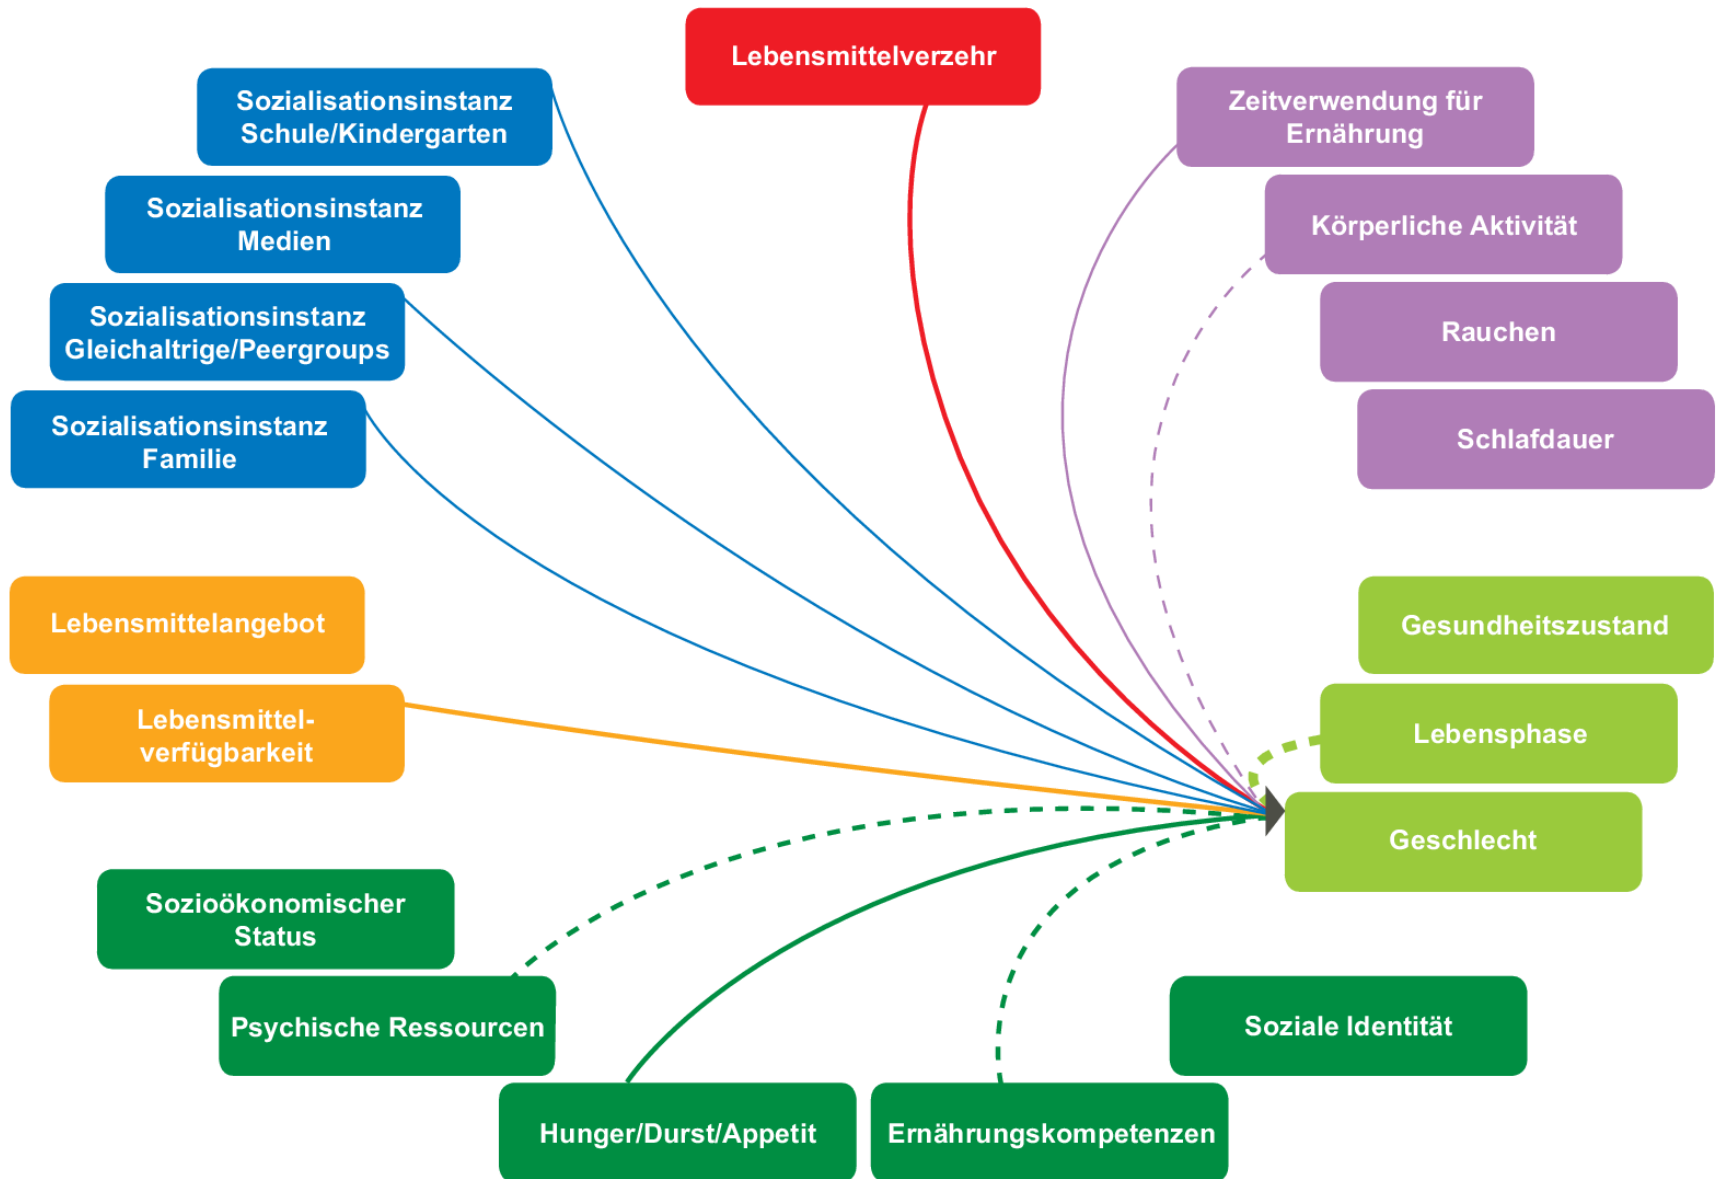 Lebensmittelverzehr
Sozialisationsinstanz
Schule/Kindergarten
Sozialisationsinstanz
Medien
Sozialisationsinstanz
Gleichaltrige/Peergroups
Sozialisationsinstanz
Familie
Lebensmittelangebot
Lebensmittel-
verfügbarkeit
Sozioökonomischer
Status
Psychische Ressourcen
Hunger/Durst/Appetit
Ernährungskompetenzen
Soziale Identität
Zeitverwendung für
Ernährung
Körperliche Aktivität
Rauchen
Schlafdauer
Gesundheitszustand
Lebensphase
Geschlecht